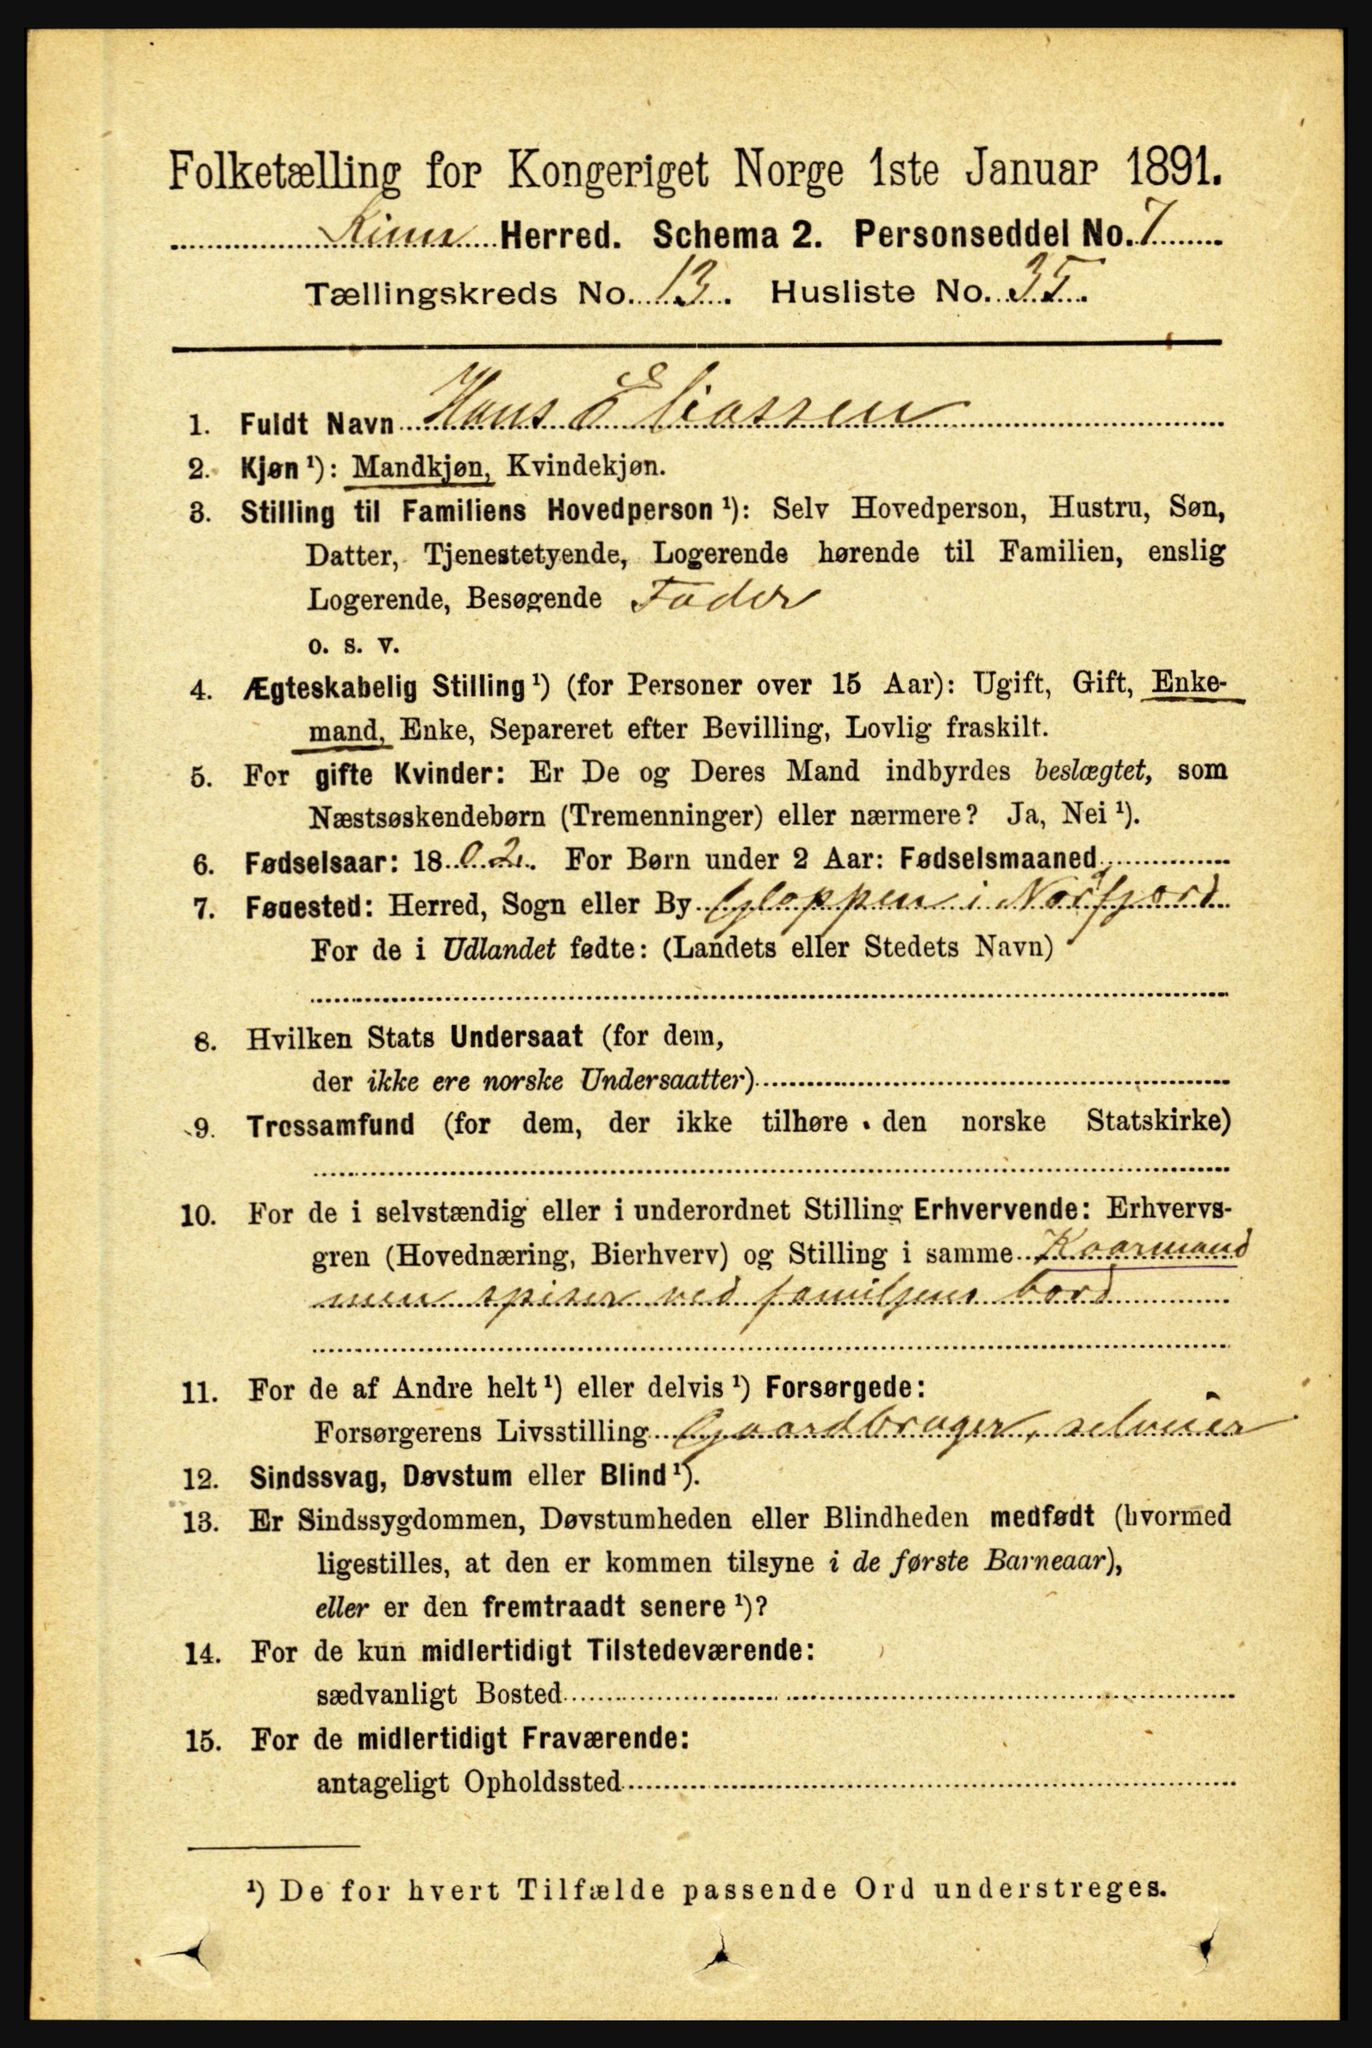 Folketælling for Kongeriget Norge 1ste Januar 1891.
Kinn Herred. Schema 2. Personseddel No. 7
Tællingskreds No. 13. Husliste No. 35.
1. Fuldt Navn Hans Eliassen
2. Kjøn ¹): Mandkjøn, Kvindekjøn.
3. Stilling til Familiens Hovedperson ¹): Selv Hovedperson, Hustru, Søn,
Datter, Tjenestetyende, Logerende hørende til Familien, enslig
Logerende, Besøgende Fader
o. s. v.
4. Ægteskabelig Stilling ¹) (for Personer over 15 Aar): Ugift, Gift, Enke-
mand, Enke, Separeret efter Bevilling, Lovlig fraskilt.
5. For gifte Kvinder: Er De og Deres Mand indbyrdes beslægtet, som
Næstsøskendebørn (Tremenninger) eller nærmere? Ja, Nei ¹).
6. Fødselsaar: 1802. For Børn under 2 Aar: Fødselsmaaned
7. Føuested: Herred, Sogn eller By Gloppen i Nordfjord
For de i Udlandet fødte: (Landets eller Stedets Navn)
8. Hvilken Stats Undersaat (for dem,
der ikke ere norske Undersaatter)
9. Trossamfund (for dem, der ikke tilhøre den norske Statskirke)
10. For de i selvstændig eller i underordnet Stilling Erhvervende: Erhvervs-
gren (Hovednæring, Bierhverv) og Stilling i samme Kaarmand
men spiser ved familjens bord
11. For de af Andre helt ¹) eller delvis ¹) Forsørgede:
Forsørgerens Livsstilling Gaardbruger, selveier
12. Sindssvag, Døvstum eller Blind ¹).
13. Er Sindssygdommen, Døvstumheden eller Blindheden medfødt (hvormed
ligestilles, at den er kommen tilsyne i de første Barneaar),
eller er den fremtraadt senere ¹)?
14. For de kun midlertidigt Tilstedeværende:
sædvanligt Bosted
15. For de midlertidigt Fraværende:
antageligt Opholdssted
¹) De for hvert Tilfælde passende Ord understreges.